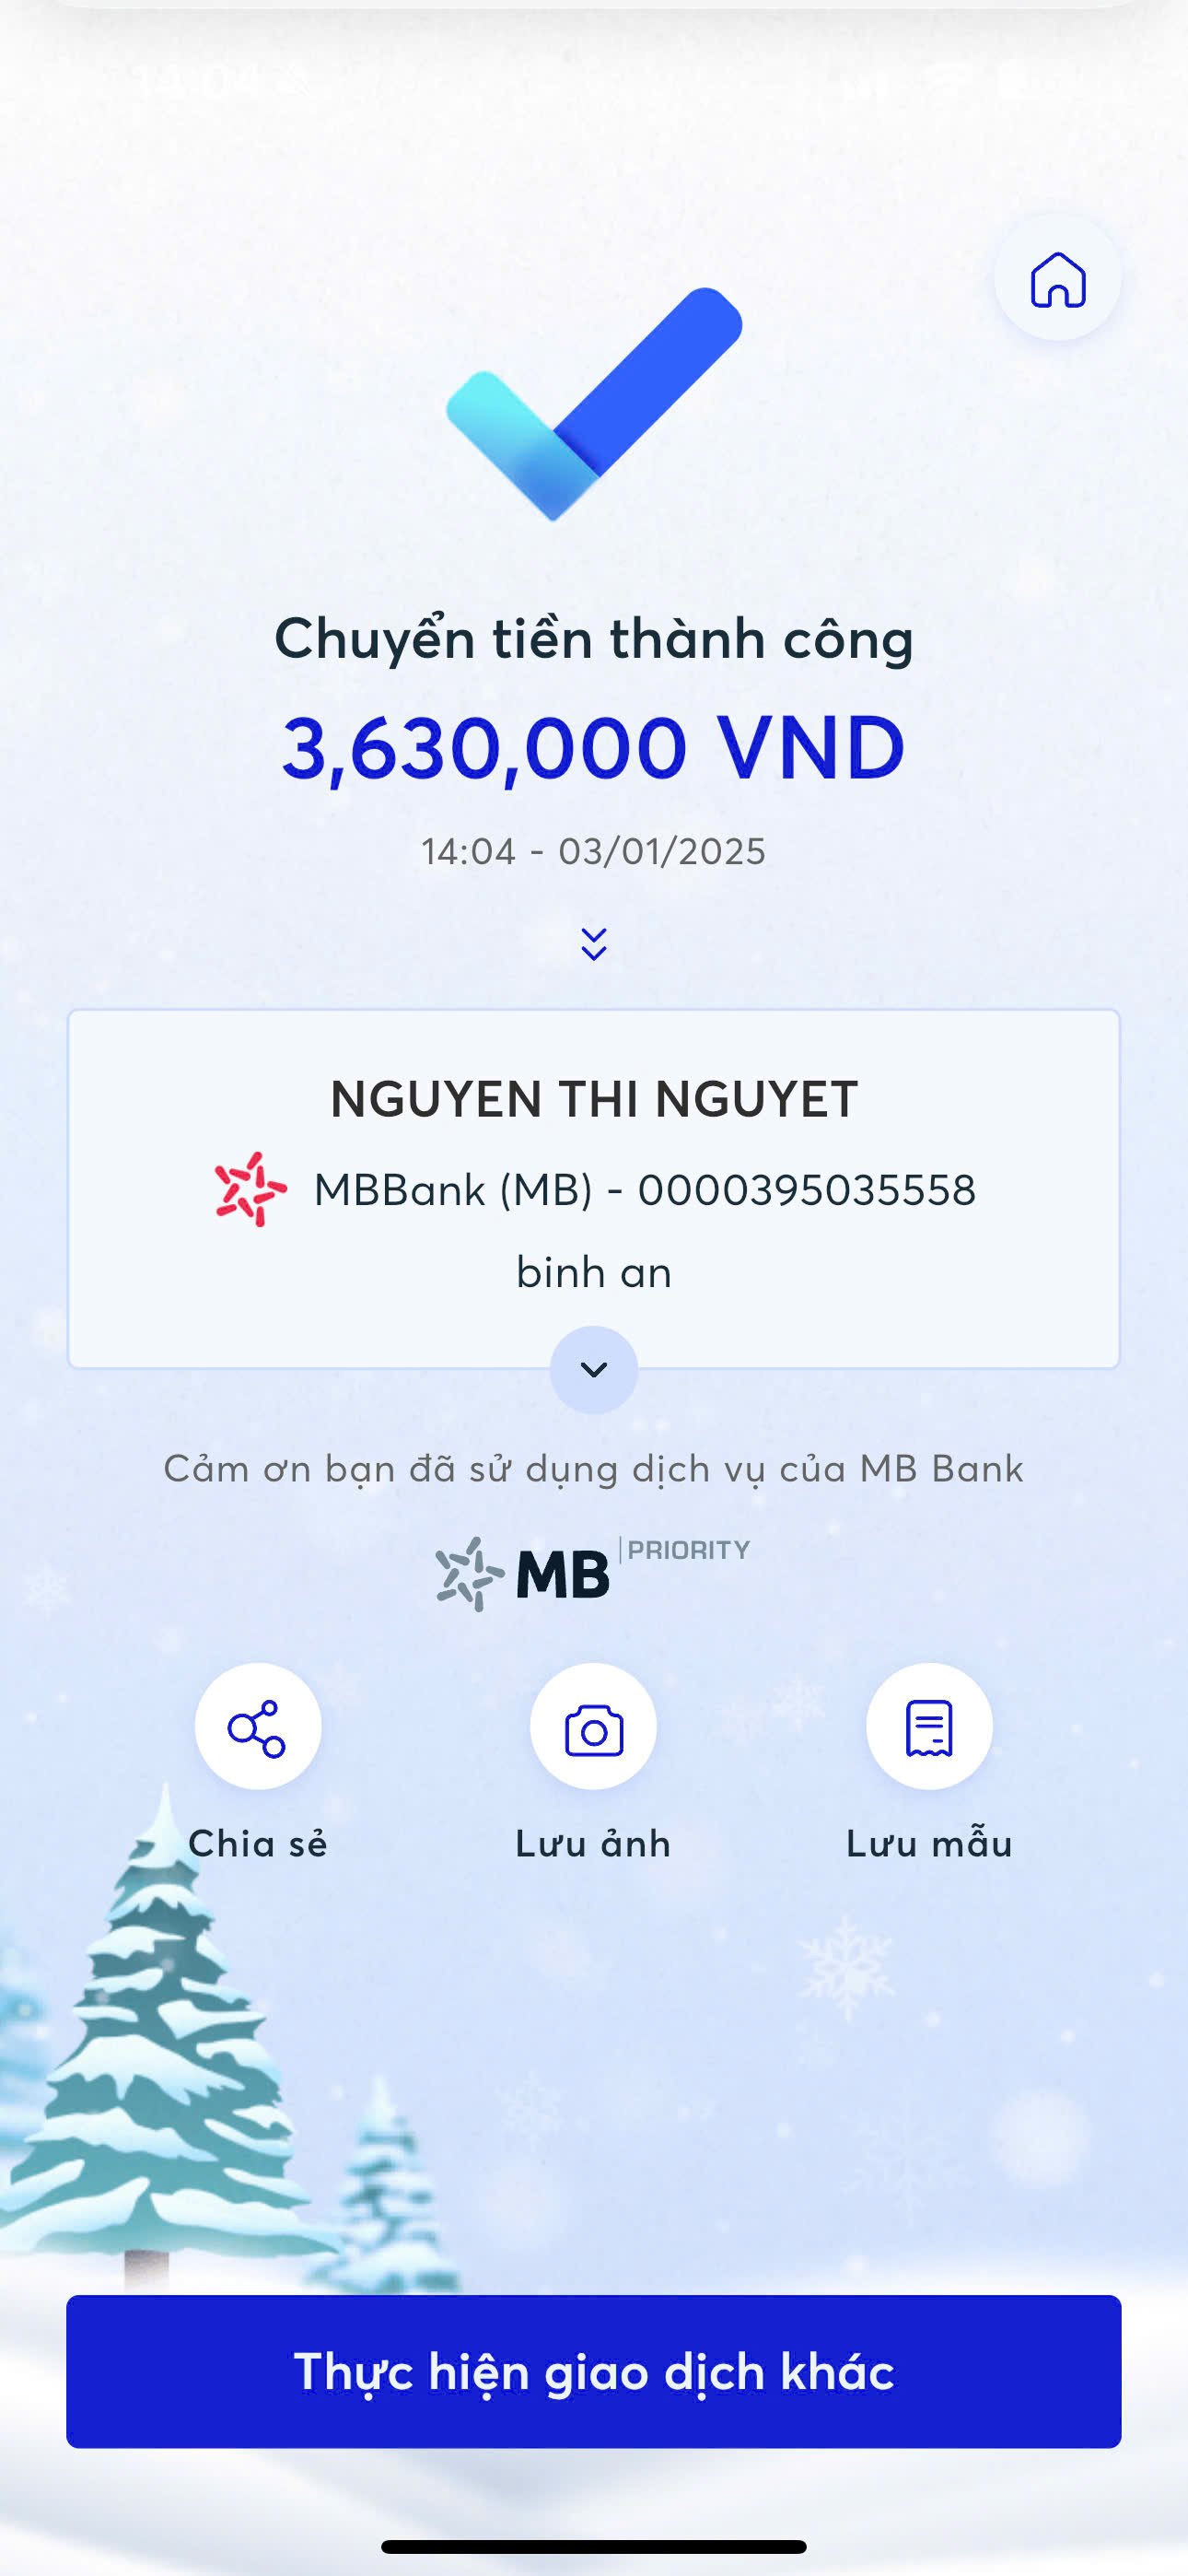 14:04
Chuyển tiền thành công
3,630,000 VND
14:04 - 03/01/2025
NGUYEN THI NGUYET
MBBank (MB) - 0000395035558
binh an
Cảm ơn bạn đã sử dụng dịch vụ của MB Bank
MB PRIORITY
Chia sẻ
Lưu ảnh
Lưu mẫu
Thực hiện giao dịch khác